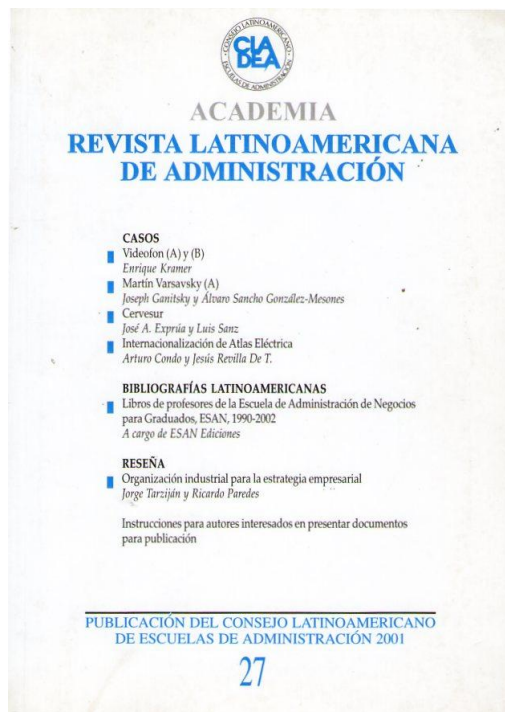 CONSEJO LATINOAMERICANO
CLADEA
ESCUELAS DE ADMINISTRACIÓN
ACADEMIA
REVISTA LATINOAMERICANA
DE ADMINISTRACIÓN
CASOS
Videofon (A) y (B)
Enrique Kramer
Martín Varsavsky (A)
Joseph Ganitsky y Álvaro Sancho González-Mesones
Cervesur
José A. Exprúa y Luis Sanz
Internacionalización de Atlas Eléctrica
Arturo Condo y Jesús Revilla De T.
BIBLIOGRAFÍAS LATINOAMERICANAS
Libros de profesores de la Escuela de Administración de Negocios
para Graduados, ESAN, 1990-2002
A cargo de ESAN Ediciones
RESEÑA
Organización industrial para la estrategia empresarial
Jorge Tarziján y Ricardo Paredes
Instrucciones para autores interesados en presentar documentos
para publicación
PUBLICACIÓN DEL CONSEJO LATINOAMERICANO
DE ESCUELAS DE ADMINISTRACIÓN 2001
27